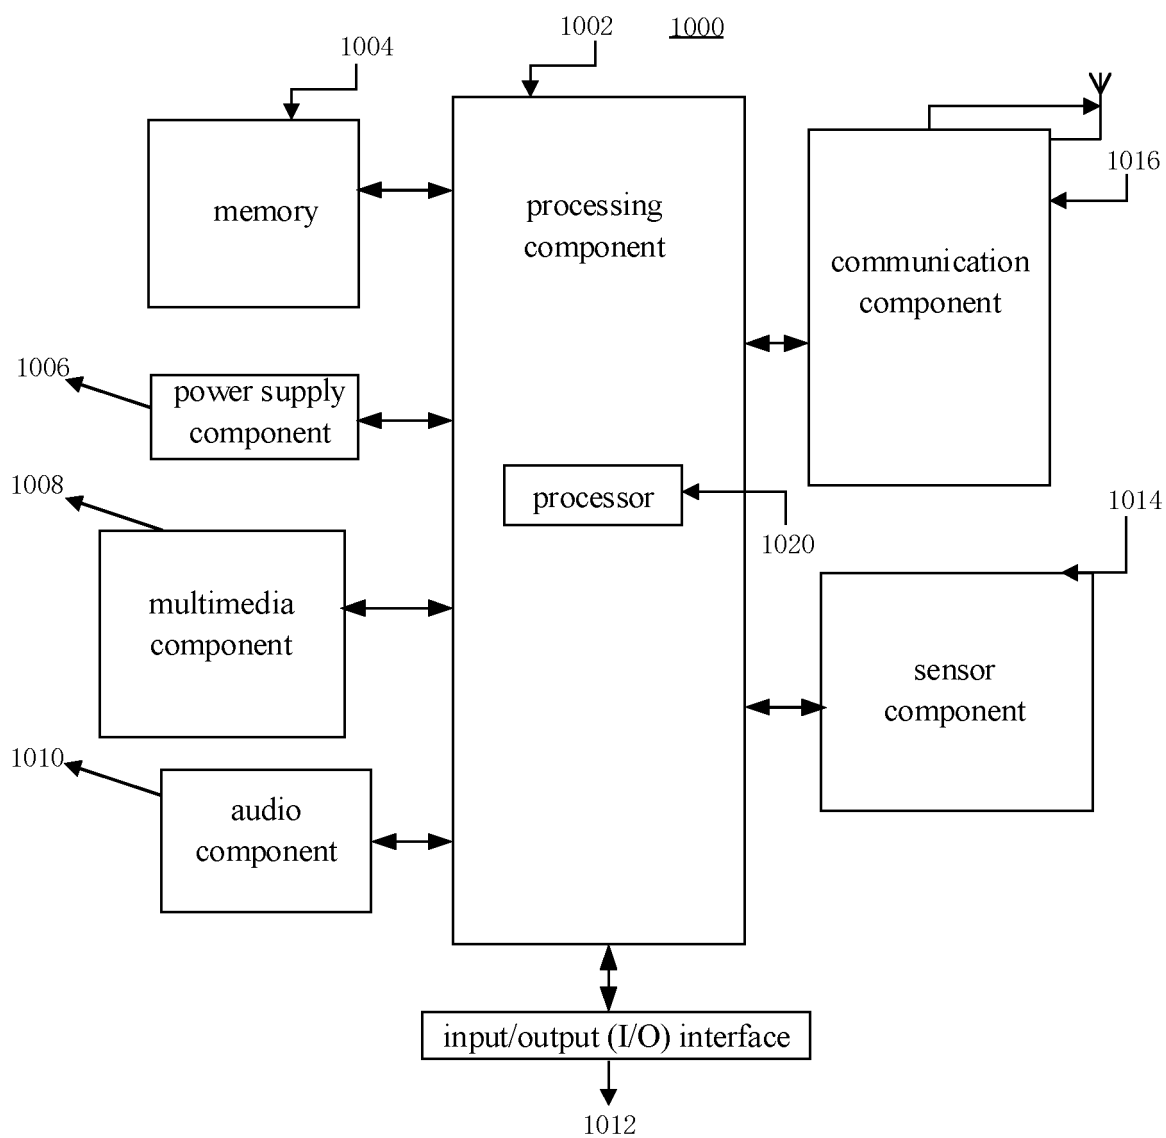 1002
1000
1004
1016
processing
component
memory
communication
component
1006
power supply
component
1008
processor
1014
1020
multimedia
component
sensor
component
1010
audio
component
input/output (I/O) interface
1012